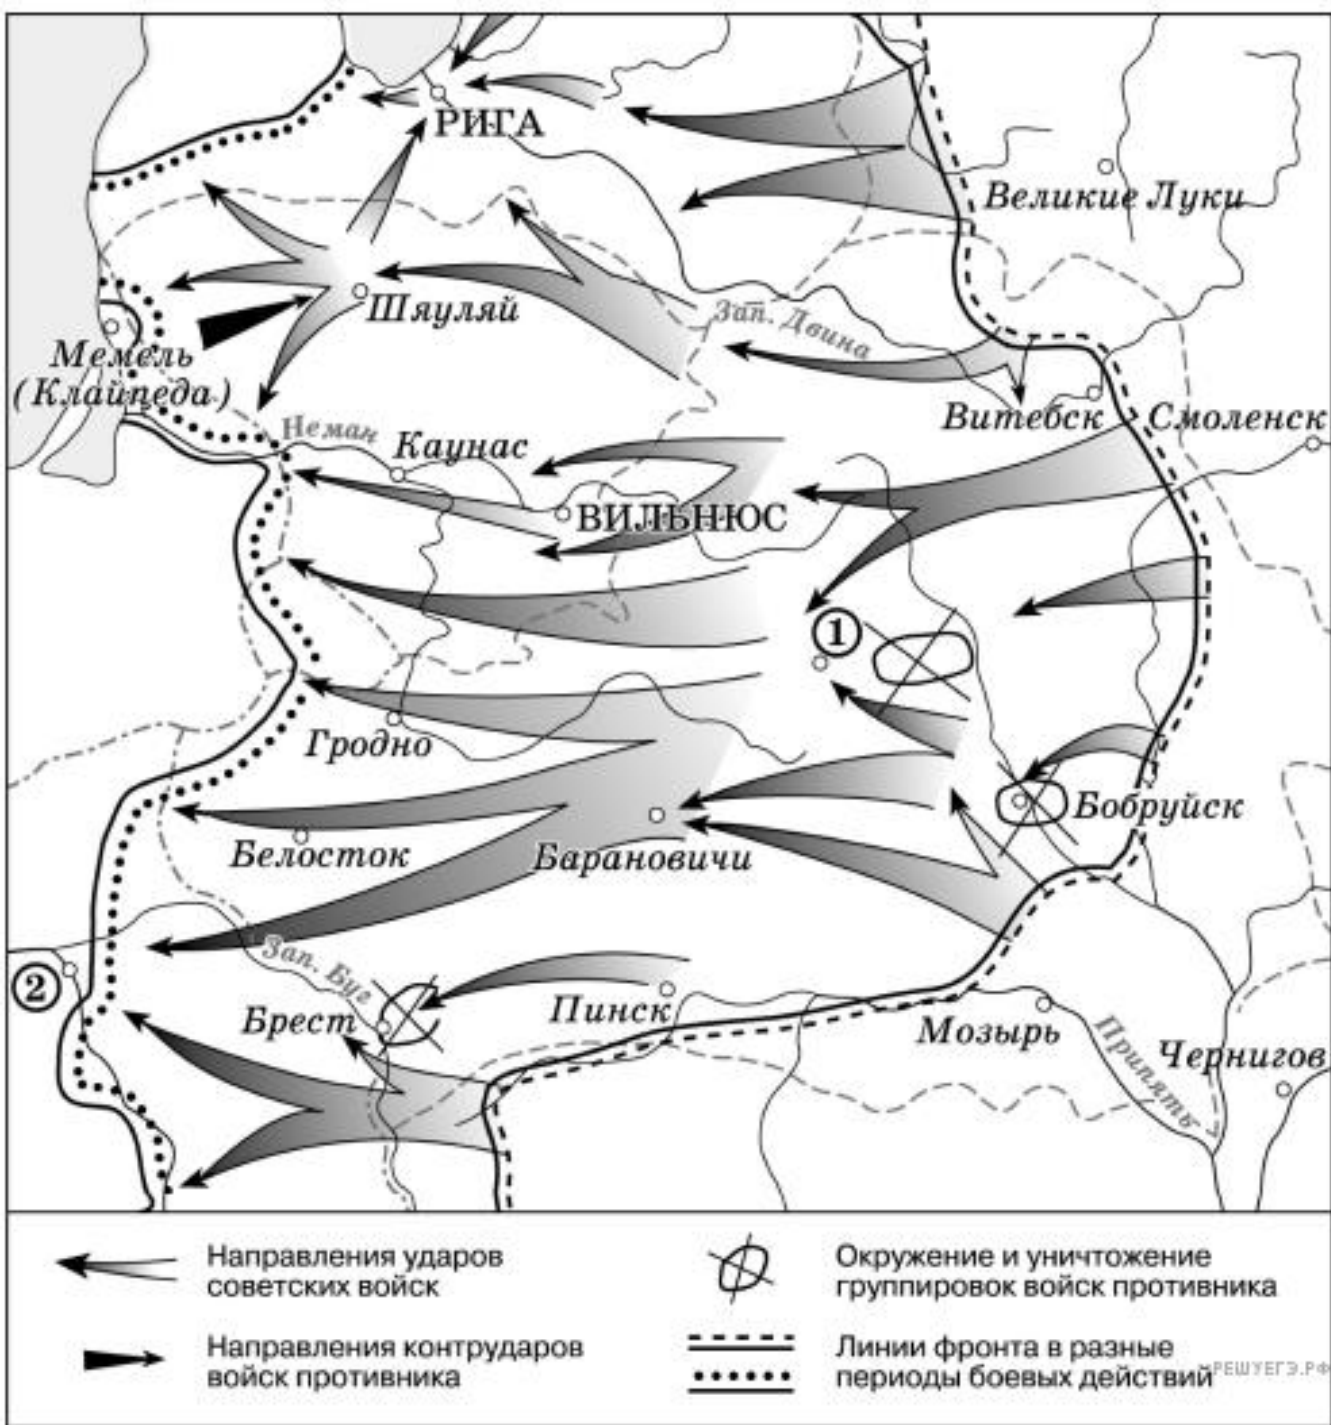 РИГА
Великие Луки
Шяуляй
Зап. Двина
Мемель
(Клайпеда)
Витебск
Смоленск
Неман
Каунас
ВИЛЬНЮС
1
Гродно
Бобруйск
Белосток
Барановичи
Зап. Буг
2
Брест
Пинск
Мозырь
Припять
Чернигов
Направления ударов
советских войск
Окружение и уничтожение
группировок войск противника
Направления контрударов
войск противника
Линии фронта в разные
периоды боевых действий
РЕШУЕГЭ.РФ